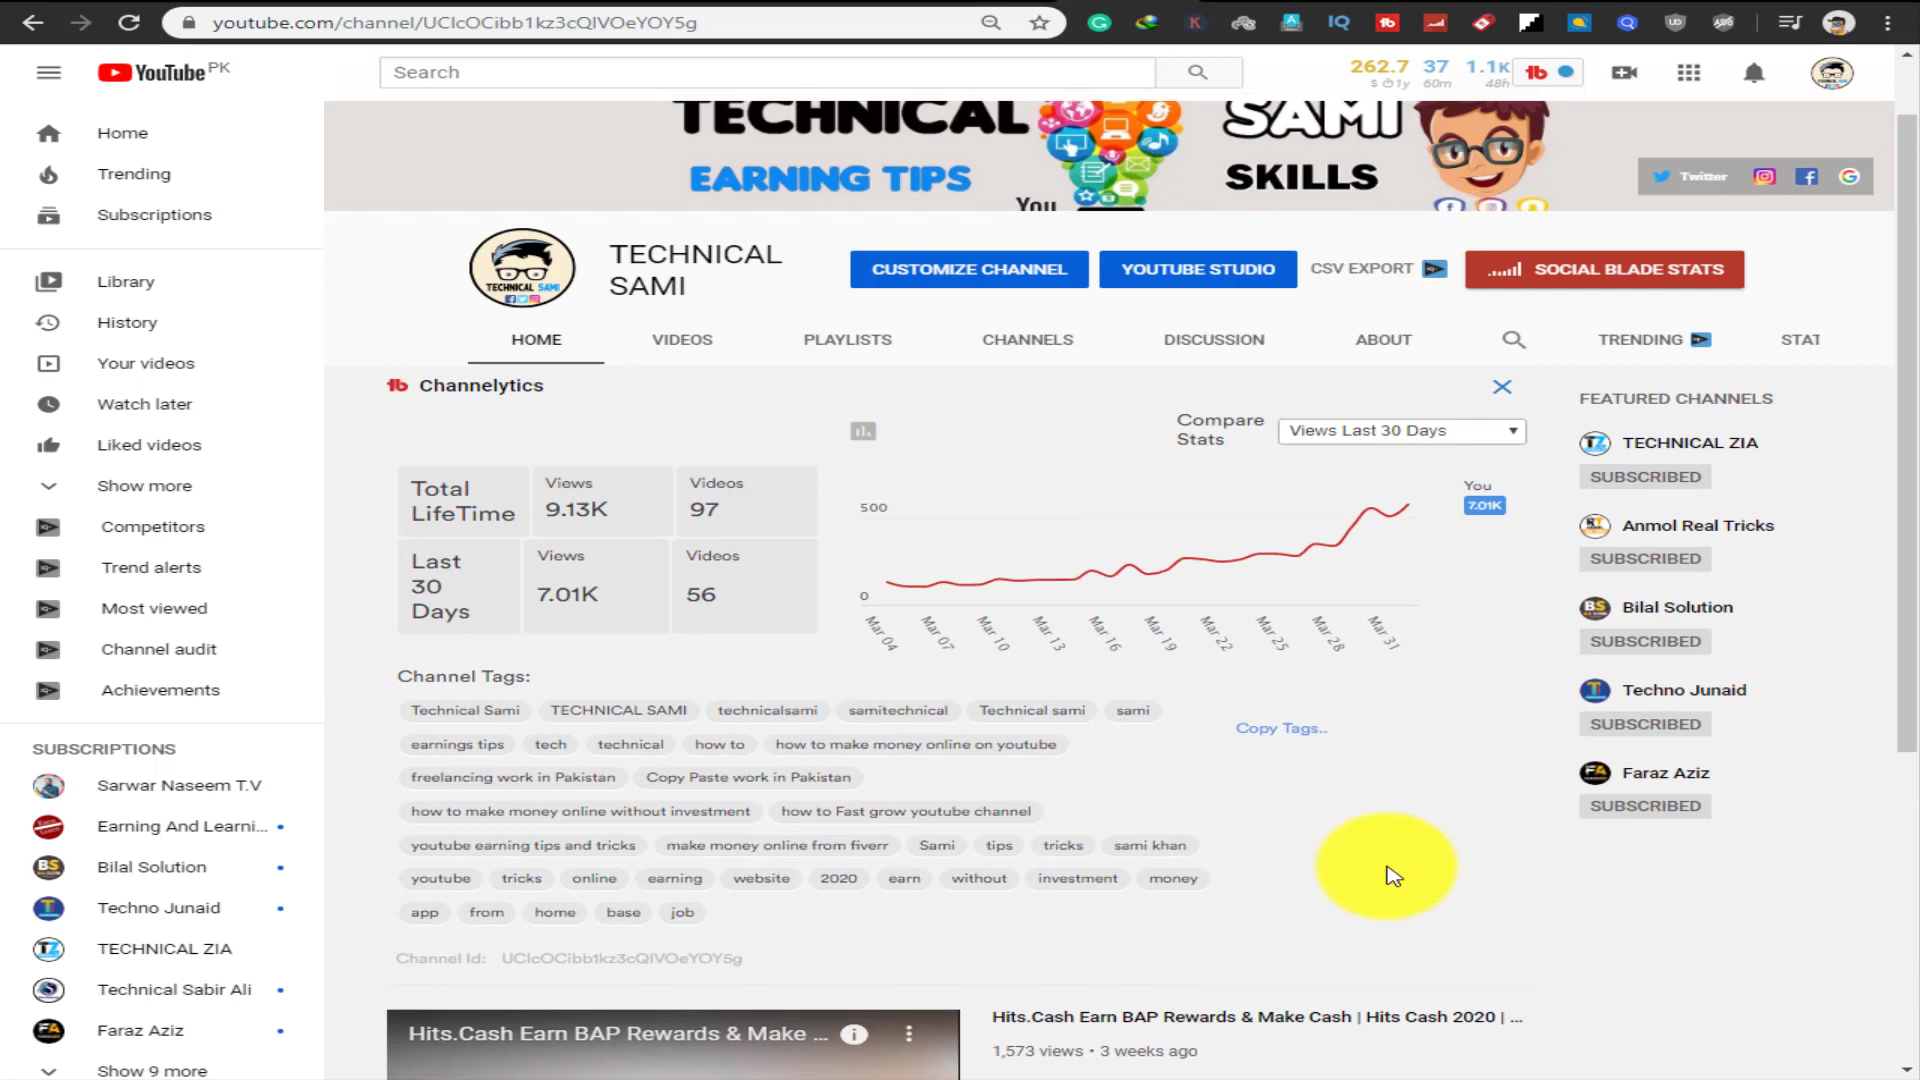 youtube.com/channel/UCIcOCibb1kz3cQIVOeYOY5g
YouTube PK
Search
262.7
37
1.1K
$ 1y
60m
48h
TECHNICAL SAMI
EARNING TIPS
SKILLS
You
Twitter
Home
Trending
Subscriptions
Library
History
Your videos
Watch later
Liked videos
Show more
Competitors
Trend alerts
Most viewed
Channel audit
Achievements
SUBSCRIPTIONS
Sarwar Naseem T.V
Earning And Learni...
Bilal Solution
Techno Junaid
TECHNICAL ZIA
Technical Sabir Ali
Faraz Aziz
Show 9 more
TECHNICAL SAMI
TECHNICAL
SAMI
CUSTOMIZE CHANNEL
YOUTUBE STUDIO
CSV EXPORT
SOCIAL BLADE STATS
HOME
VIDEOS
PLAYLISTS
CHANNELS
DISCUSSION
ABOUT
TRENDING
STAT
Channelytics
Compare
Stats
Views Last 30 Days
Total
LifeTime
Views
9.13K
Videos
97
Last
30
Days
Views
7.01K
Videos
56
500
0
Mar 04
Mar 07
Mar 10
Mar 13
Mar 16
Mar 19
Mar 22
Mar 25
Mar 28
Mar 31
You
7.01K
Channel Tags:
Technical Sami TECHNICAL SAMI technicalsami samitechnical Technical sami sami
earnings tips tech technical how to how to make money online on youtube
freelancing work in Pakistan Copy Paste work in Pakistan
how to make money online without investment how to Fast grow youtube channel
youtube earning tips and tricks make money online from fiverr Sami tips tricks sami khan
youtube tricks online earning website 2020 earn without investment money
app from home base job
Copy Tags..
Channel Id: UCIcOCibb1kz3cQIVOeYOY5g
Hits.Cash Earn BAP Rewards & Make ...
Hits.Cash Earn BAP Rewards & Make Cash | Hits Cash 2020 | ...
1,573 views • 3 weeks ago
FEATURED CHANNELS
TECHNICAL ZIA
SUBSCRIBED
Anmol Real Tricks
SUBSCRIBED
Bilal Solution
SUBSCRIBED
Techno Junaid
SUBSCRIBED
Faraz Aziz
SUBSCRIBED